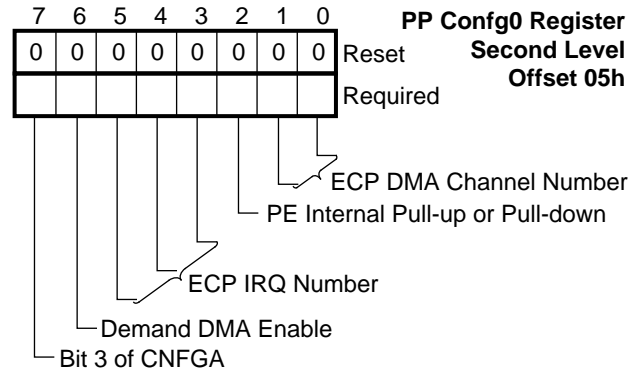 7 6 5 4 3 2 1 0
PP Confg0 Register
Second Level
Offset 05h
0 0 0 0 0 0 0 0 Reset
Required
ECP DMA Channel Number
PE Internal Pull-up or Pull-down
ECP IRQ Number
Demand DMA Enable
Bit 3 of CNFGA